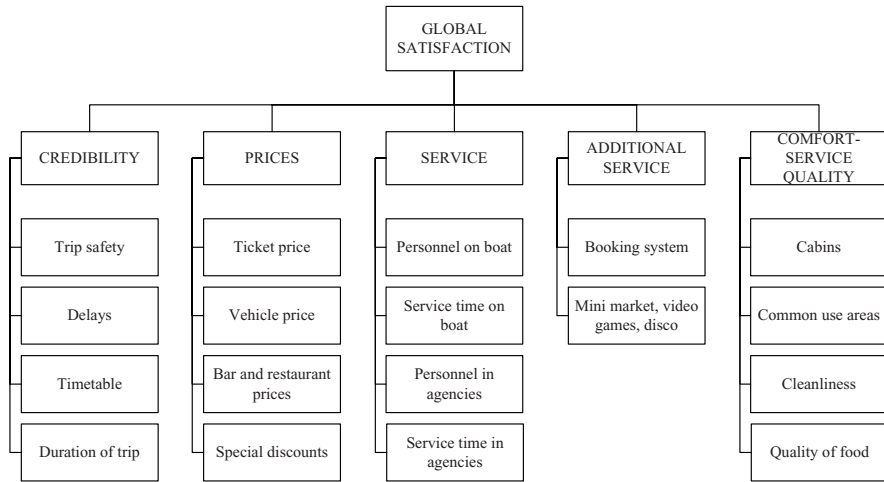 GLOBAL
SATISFACTION
CREDIBILITY
PRICES
SERVICE
ADDITIONAL
SERVICE
COMFORT-
SERVICE
QUALITY
Trip safety
Ticket price
Personnel on boat
Booking system
Cabins
Delays
Vehicle price
Service time on
boat
Mini market, video
games, disco
Common use areas
Timetable
Bar and restaurant
prices
Personnel in
agencies
Cleanliness
Duration of trip
Special discounts
Service time in
agencies
Quality of food